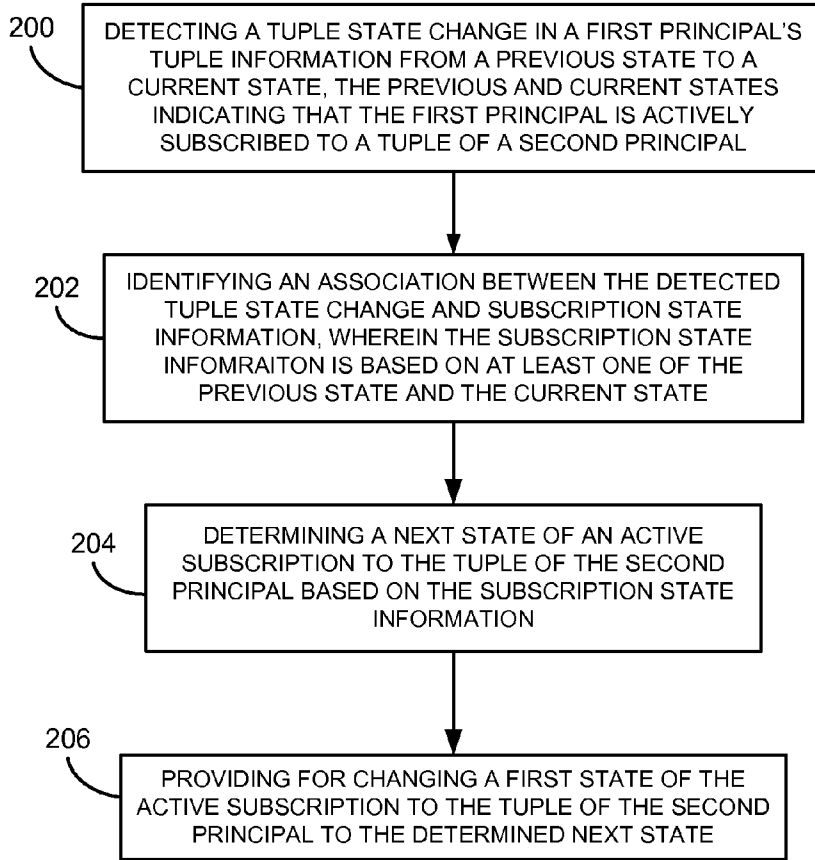 200
DETECTING A TUPLE STATE CHANGE IN A FIRST PRINCIPAL'S
TUPLE INFORMATION FROM A PREVIOUS STATE TO A
CURRENT STATE, THE PREVIOUS AND CURRENT STATES
INDICATING THAT THE FIRST PRINCIPAL IS ACTIVELY
SUBSCRIBED TO A TUPLE OF A SECOND PRINCIPAL
202
IDENTIFYING AN ASSOCIATION BETWEEN THE DETECTED
TUPLE STATE CHANGE AND SUBSCRIPTION STATE
INFORMATION, WHEREIN THE SUBSCRIPTION STATE
INFOMRAITON IS BASED ON AT LEAST ONE OF THE
PREVIOUS STATE AND THE CURRENT STATE
204
DETERMINING A NEXT STATE OF AN ACTIVE
SUBSCRIPTION TO THE TUPLE OF THE SECOND
PRINCIPAL BASED ON THE SUBSCRIPTION STATE
INFORMATION
206
PROVIDING FOR CHANGING A FIRST STATE OF THE
ACTIVE SUBSCRIPTION TO THE TUPLE OF THE SECOND
PRINCIPAL TO THE DETERMINED NEXT STATE